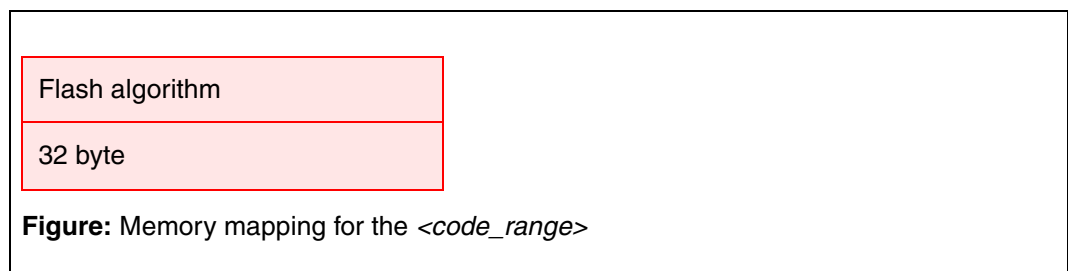 Flash algorithm
32 byte
Figure: Memory mapping for the <code_range>